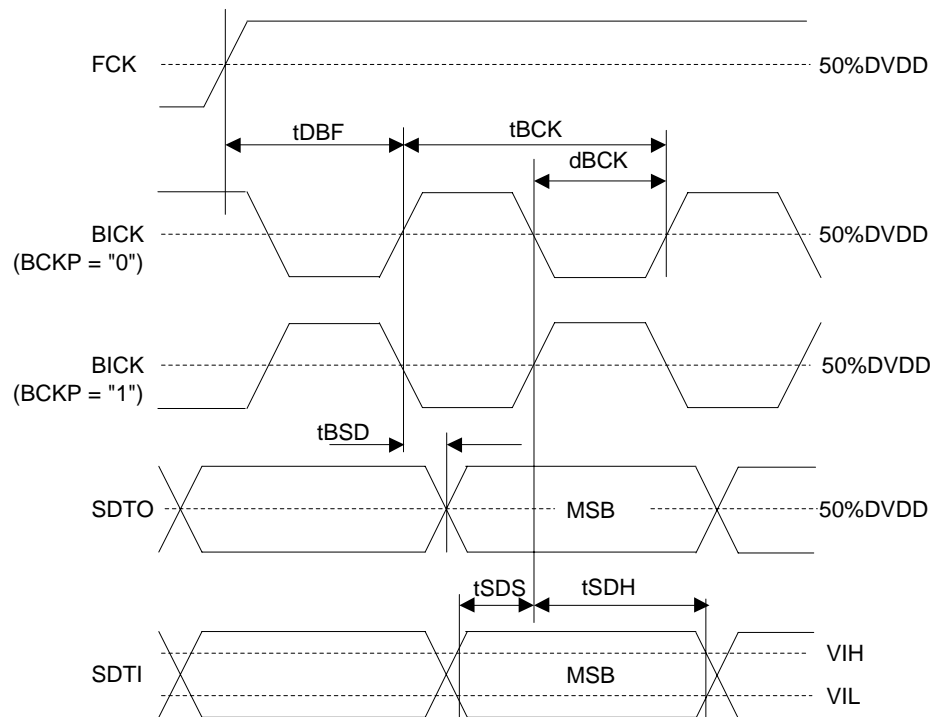 FCK
50%DVDD
tDBF
tBCK
dBCK
BICK
(BCKP = "0")
50%DVDD
BICK
(BCKP = "1")
50%DVDD
tBSD
SDTO
MSB
50%DVDD
tSDS
tSDH
SDTI
MSB
VIH
VIL